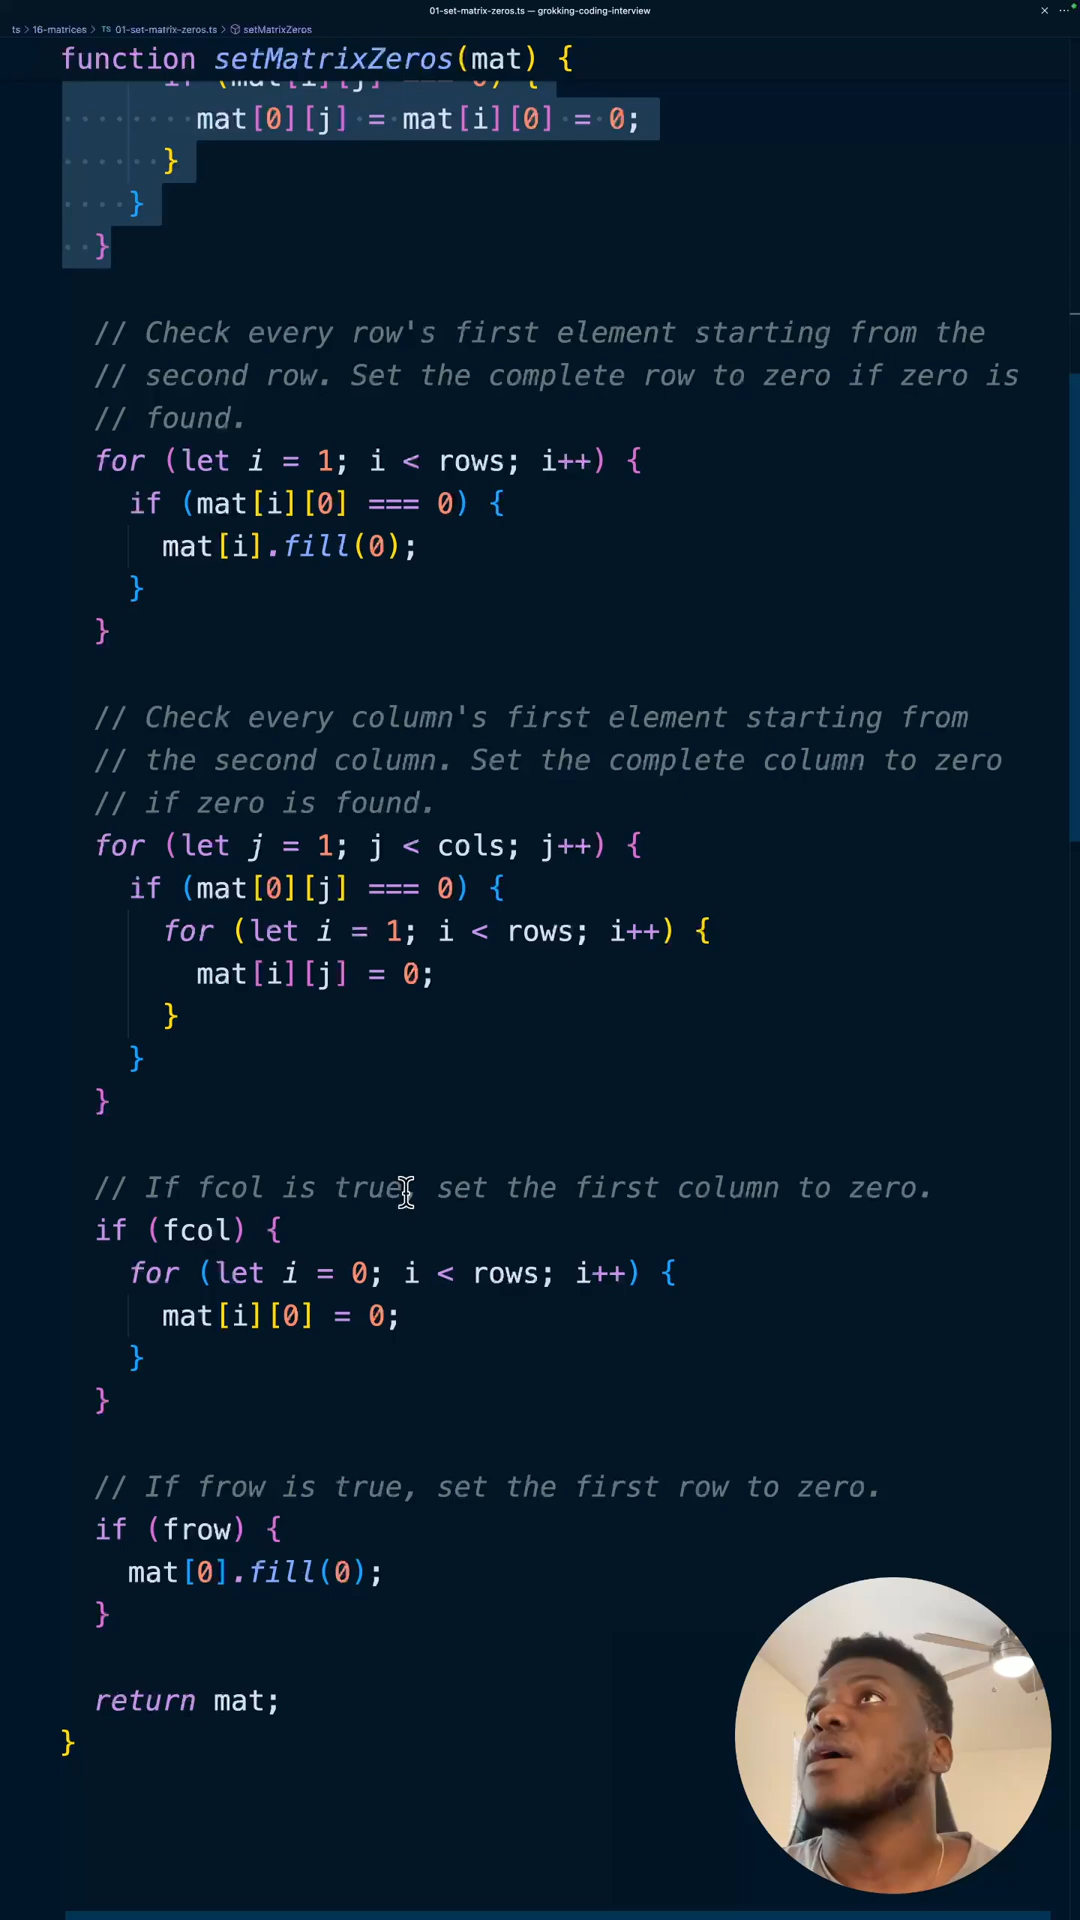 01-set-matrix-zeros.ts — grokking-coding-interview
ts > 16-matrices > TS 01-set-matrix-zeros.ts > setMatrixZeros
function setMatrixZeros(mat) {
if (mat[i][j] === 0) {
mat[0][j] = mat[i][0] = 0;
}
}
}
// Check every row's first element starting from the
// second row. Set the complete row to zero if zero is
// found.
for (let i = 1; i < rows; i++) {
if (mat[i][0] === 0) {
mat[i].fill(0);
}
}
// Check every column's first element starting from
// the second column. Set the complete column to zero
// if zero is found.
for (let j = 1; j < cols; j++) {
if (mat[0][j] === 0) {
for (let i = 1; i < rows; i++) {
mat[i][j] = 0;
}
}
}
// If fcol is true, set the first column to zero.
if (fcol) {
for (let i = 0; i < rows; i++) {
mat[i][0] = 0;
}
}
// If frow is true, set the first row to zero.
if (frow) {
mat[0].fill(0);
}
return mat;
}